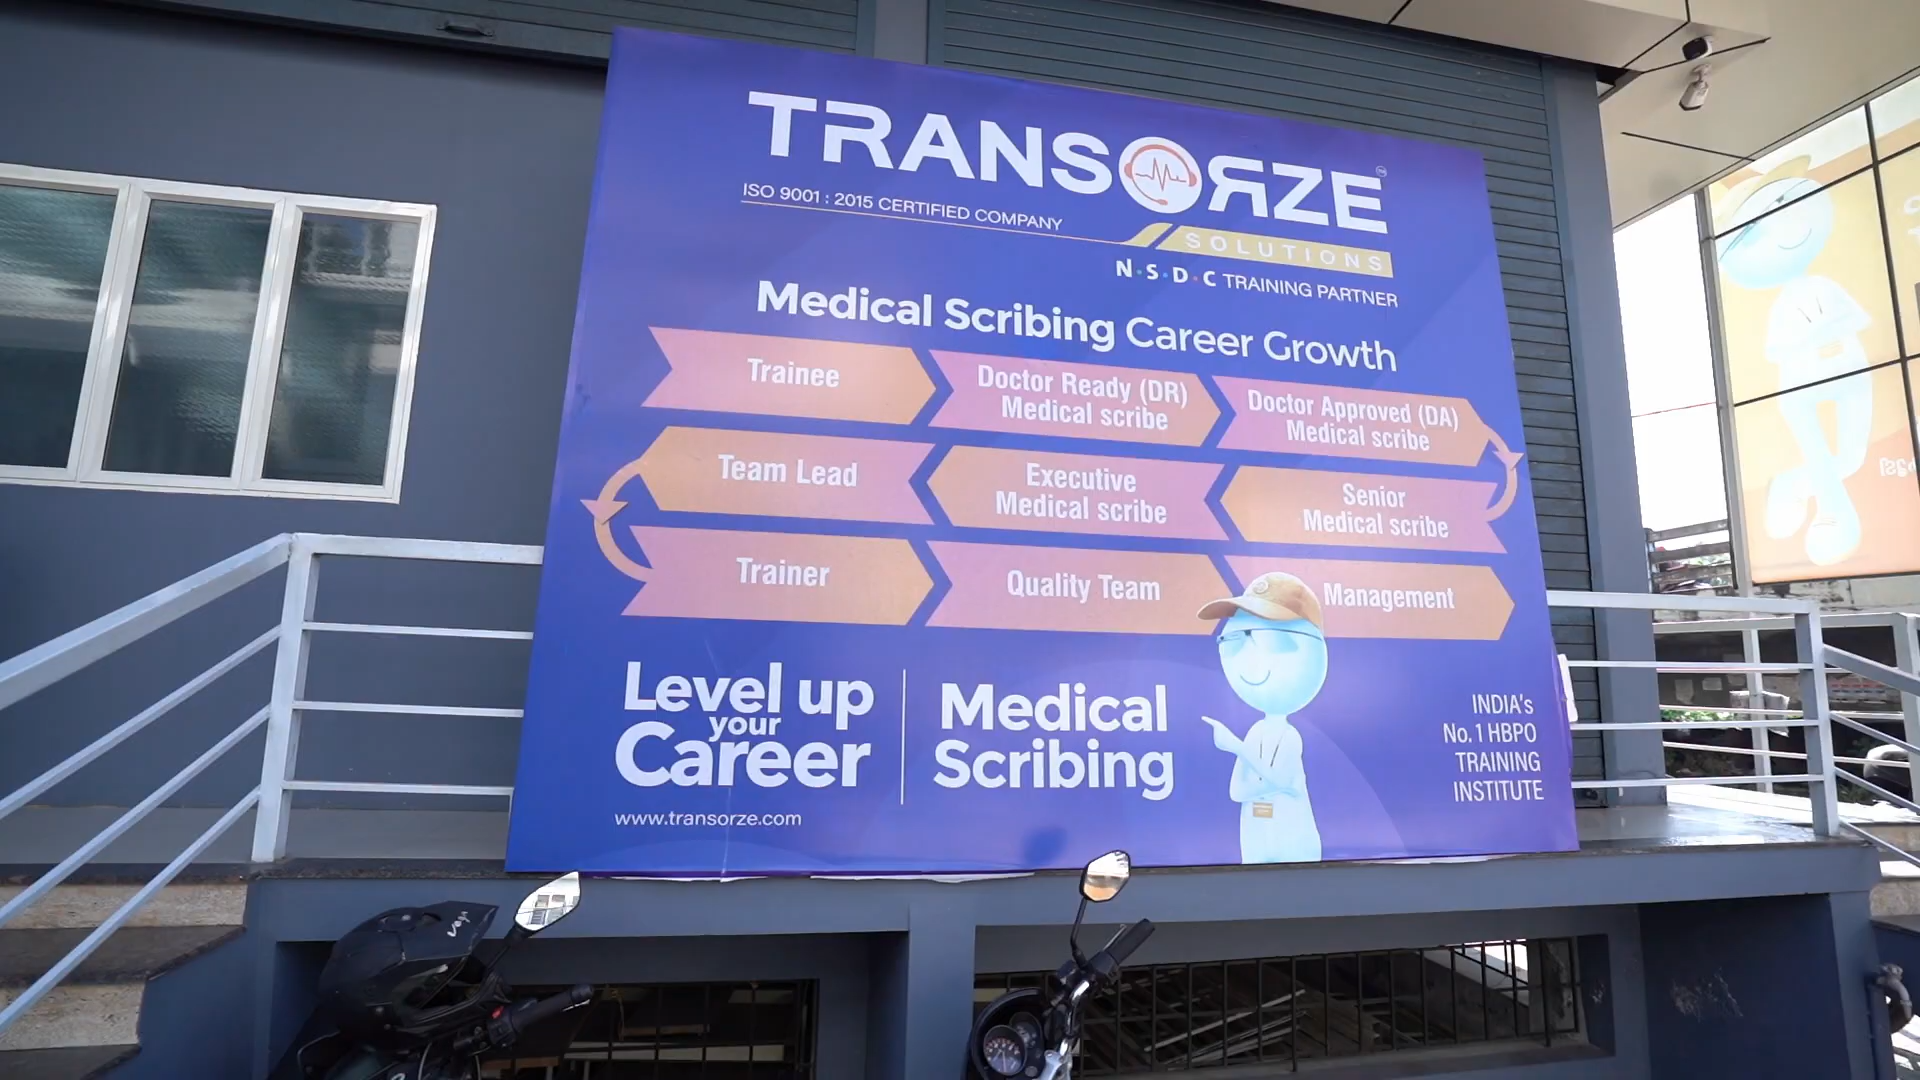 TRANSORZE
ISO 9001 : 2015 CERTIFIED COMPANY
SOLUTIONS
N·S·D·C TRAINING PARTNER
Medical Scribing Career Growth
Trainee
Doctor Ready (DR)
Medical scribe
Doctor Approved (DA)
Medical scribe
Team Lead
Executive
Medical scribe
Senior
Medical scribe
Trainer
Quality Team
Management
Level up
your
Career
Medical
Scribing
www.transorze.com
INDIA's
No. 1 HBPO
TRAINING
INSTITUTE
vega